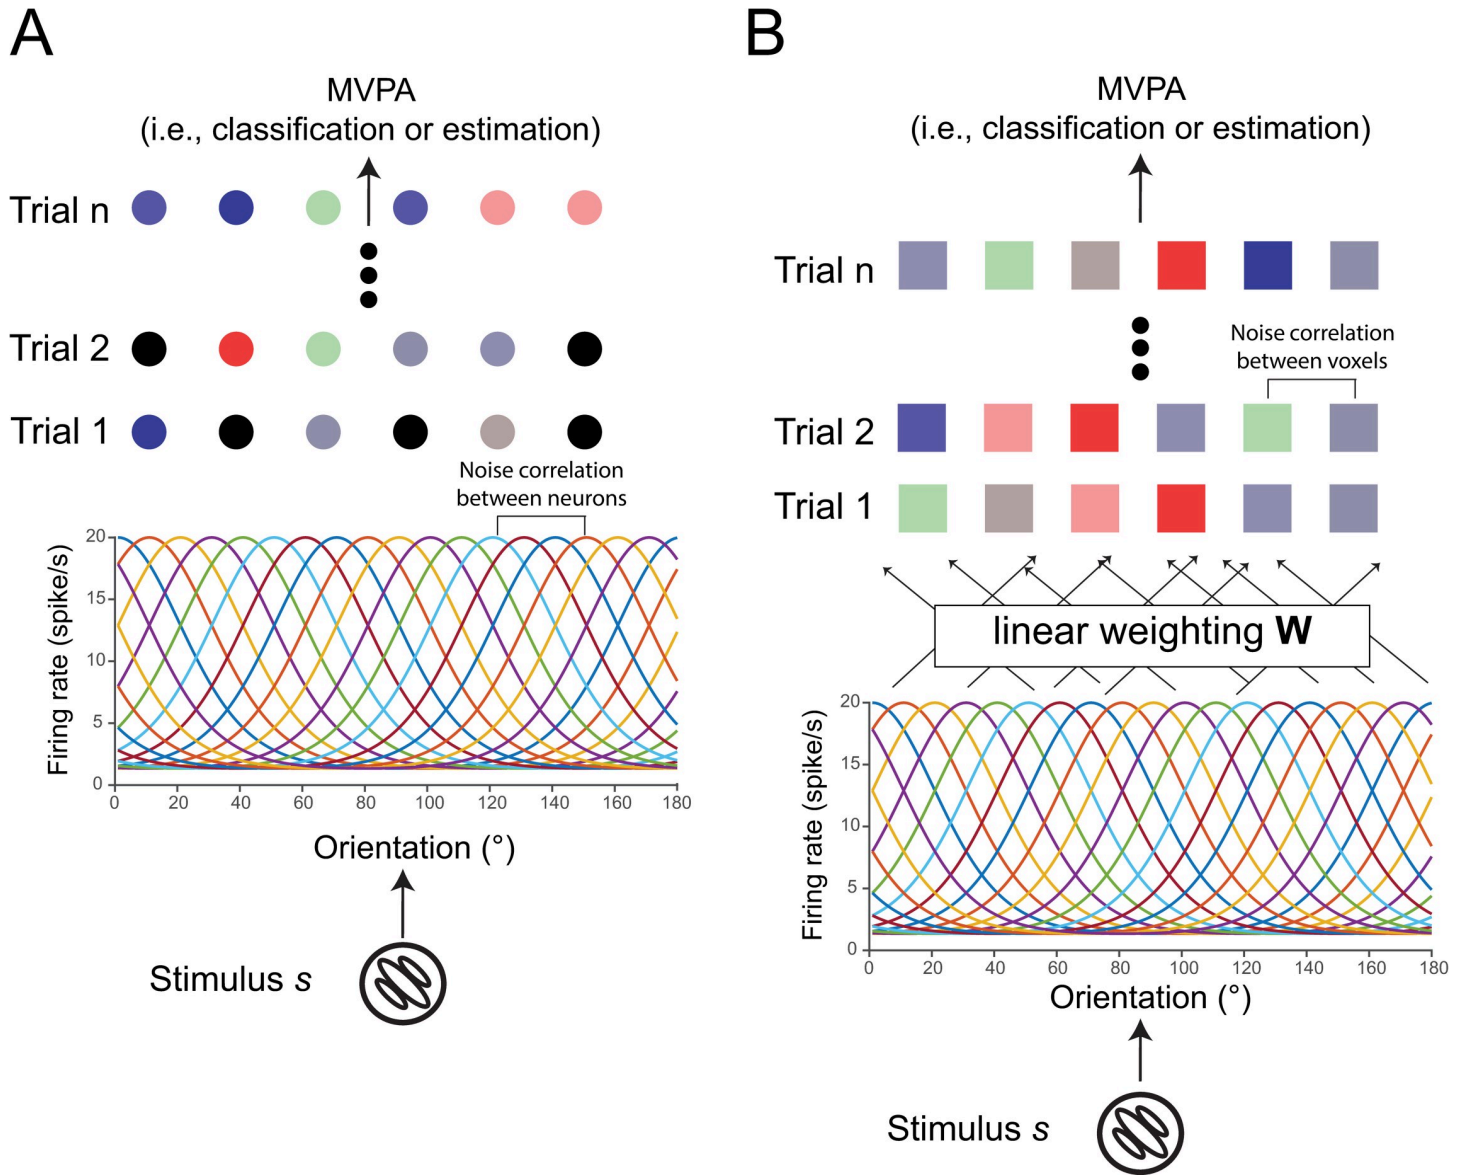 A
MVPA
(i.e., classification or estimation)
Trial n
Trial 2
Trial 1
Noise correlation
between neurons
Firing rate (spike/s)
20
15
10
5
0
0 20 40 60 80 100 120 140 160 180
Orientation (°)
Stimulus s
B
MVPA
(i.e., classification or estimation)
Trial n
Noise correlation
between voxels
Trial 2
Trial 1
linear weighting W
Firing rate (spike/s)
20
15
10
5
0
0 20 40 60 80 100 120 140 160 180
Orientation (°)
Stimulus s